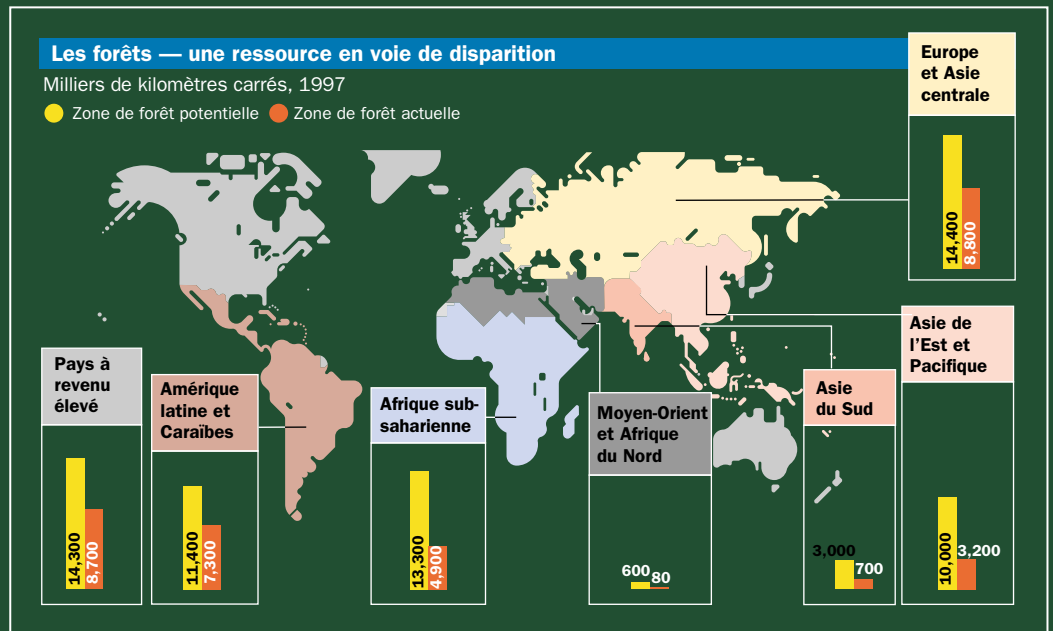 Les forêts — une ressource en voie de disparition
Milliers de kilomètres carrés, 1997
Zone de forêt potentielle Zone de forêt actuelle
Europe
et Asie
centrale
14,400
8,800
Pays à
revenu
élevé
14,300
8,700
Amérique
latine et
Caraïbes
11,400
7,300
Afrique sub-
saharienne
13,300
4,900
Moyen-Orient
et Afrique
du Nord
600
80
Asie
du Sud
3,000
700
Asie de
l'Est et
Pacifique
10,000
3,200